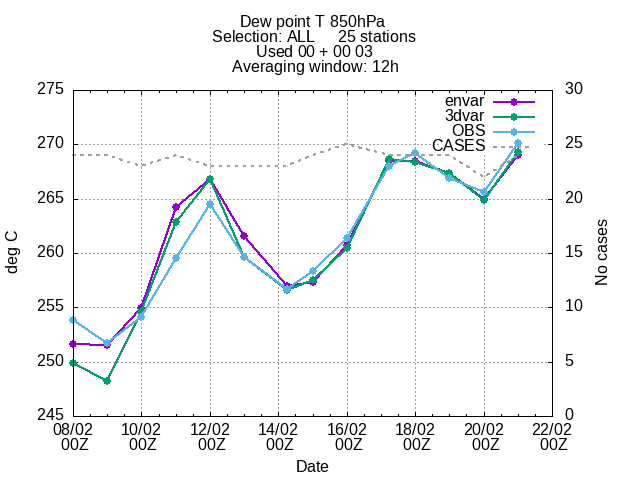 Dew point T 850hPa
Selection: ALL 25 stations
Used 00 + 00 03
Averaging window: 12h
275
270
265
260
255
250
245
30
25
20
15
10
5
0
envar
3dvar
OBS
CASES
deg C
No cases
08/02 10/02 12/02 14/02 16/02 18/02 20/02 22/02
00Z 00Z 00Z 00Z 00Z 00Z 00Z 00Z
Date